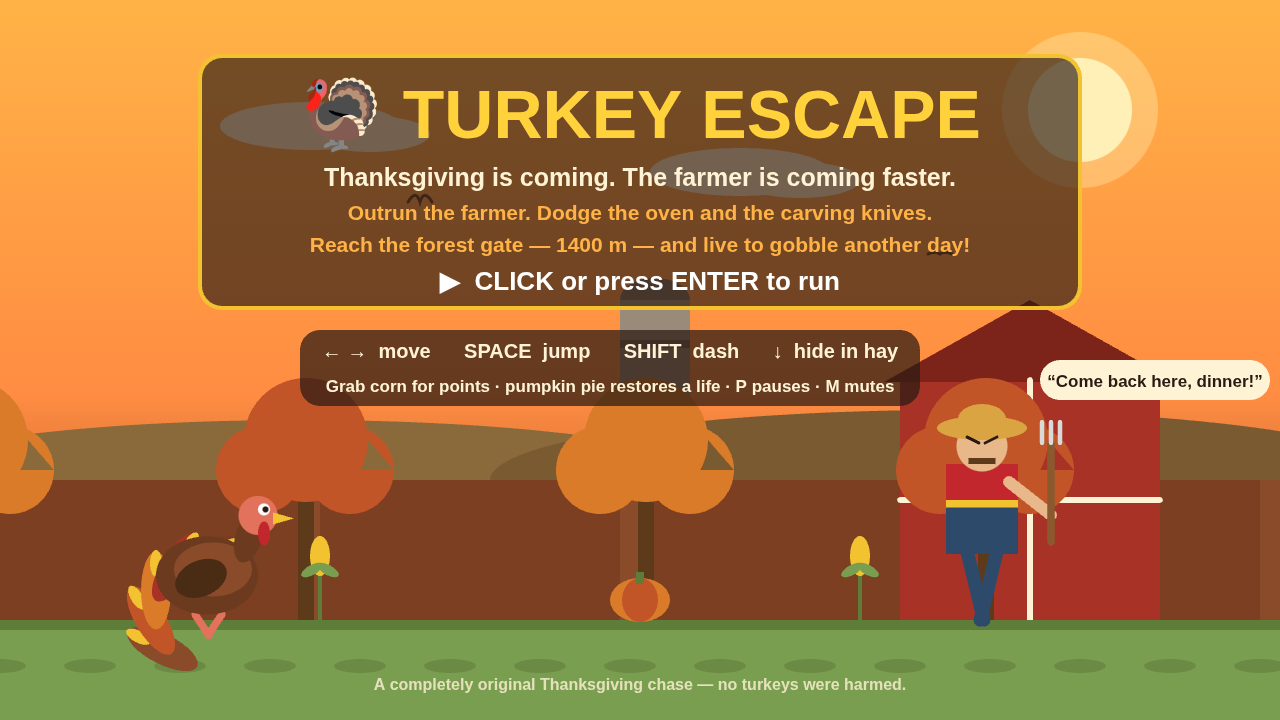 TURKEY ESCAPE
Thanksgiving is coming. The farmer is coming faster.
Outrun the farmer. Dodge the oven and the carving knives.
Reach the forest gate — 1400 m — and live to gobble another day!
▶ CLICK or press ENTER to run
← → move SPACE jump SHIFT dash ↓ hide in hay
Grab corn for points · pumpkin pie restores a life · P pauses · M mutes
“Come back here, dinner!”
A completely original Thanksgiving chase — no turkeys were harmed.